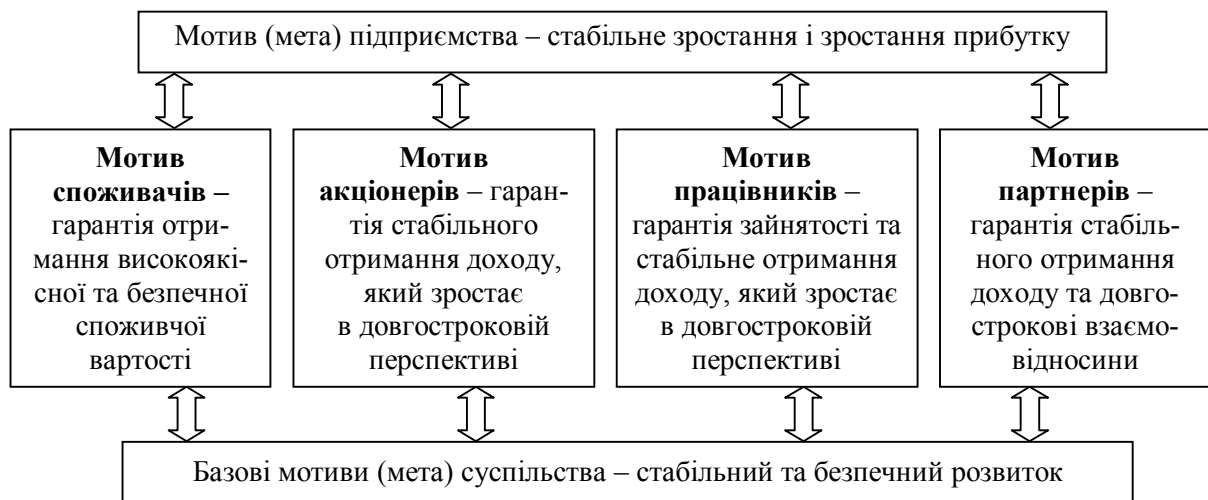 Мотив (мета) підприємства – стабільне зростання і зростання прибутку
Мотив
споживачів –
гарантія отри-
мання високоякі-
сної та безпечної
споживчої
вартості
Мотив
акціонерів – гаран-
тія стабільного
отримання доходу,
який зростає
в довгостроковій
перспективі
Мотив
працівників –
гарантія зайнятості та
стабільне отримання
доходу, який зростає
в довгостроковій
перспективі
Мотив
партнерів –
гарантія стабіль-
ного отримання
доходу та довго-
строкові взаємо-
відносини
Базові мотиви (мета) суспільства – стабільний та безпечний розвиток